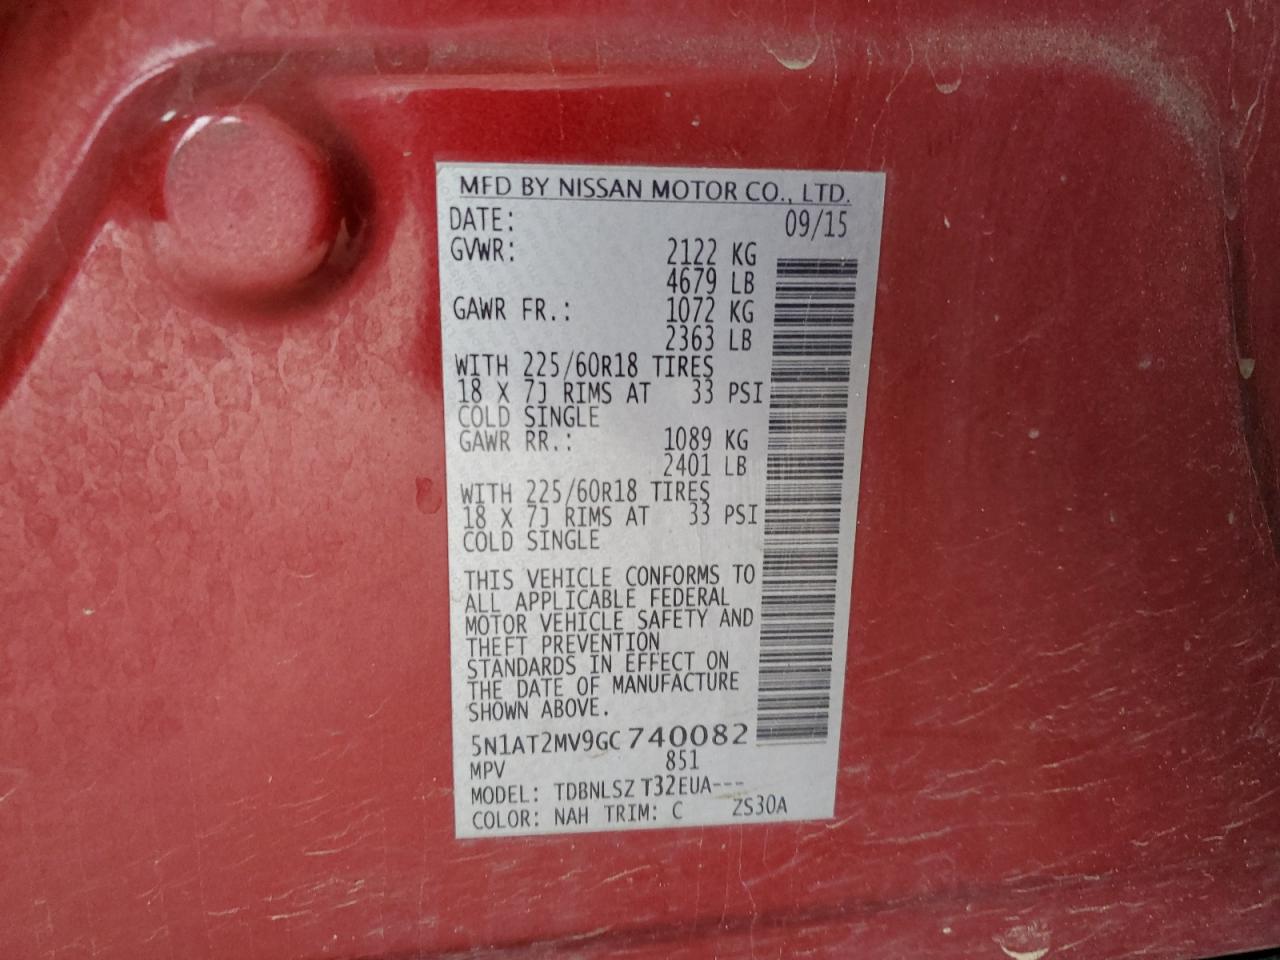 MFD BY NISSAN MOTOR CO., LTD.
DATE: 09/15
GVWR: 2122 KG
4679 LB
GAWR FR.: 1072 KG
2363 LB
WITH 225/60R18 TIRES
18 X 7J RIMS AT 33 PSI
COLD SINGLE
GAWR RR.: 1089 KG
2401 LB
WITH 225/60R18 TIRES
18 X 7J RIMS AT 33 PSI
COLD SINGLE
THIS VEHICLE CONFORMS TO
ALL APPLICABLE FEDERAL
MOTOR VEHICLE SAFETY AND
THEFT PREVENTION
STANDARDS IN EFFECT ON
THE DATE OF MANUFACTURE
SHOWN ABOVE.
5N1AT2MV9GC740082
MPV 851
MODEL: TDBNLSZ T32EUA---
COLOR: NAH TRIM: C ZS30A